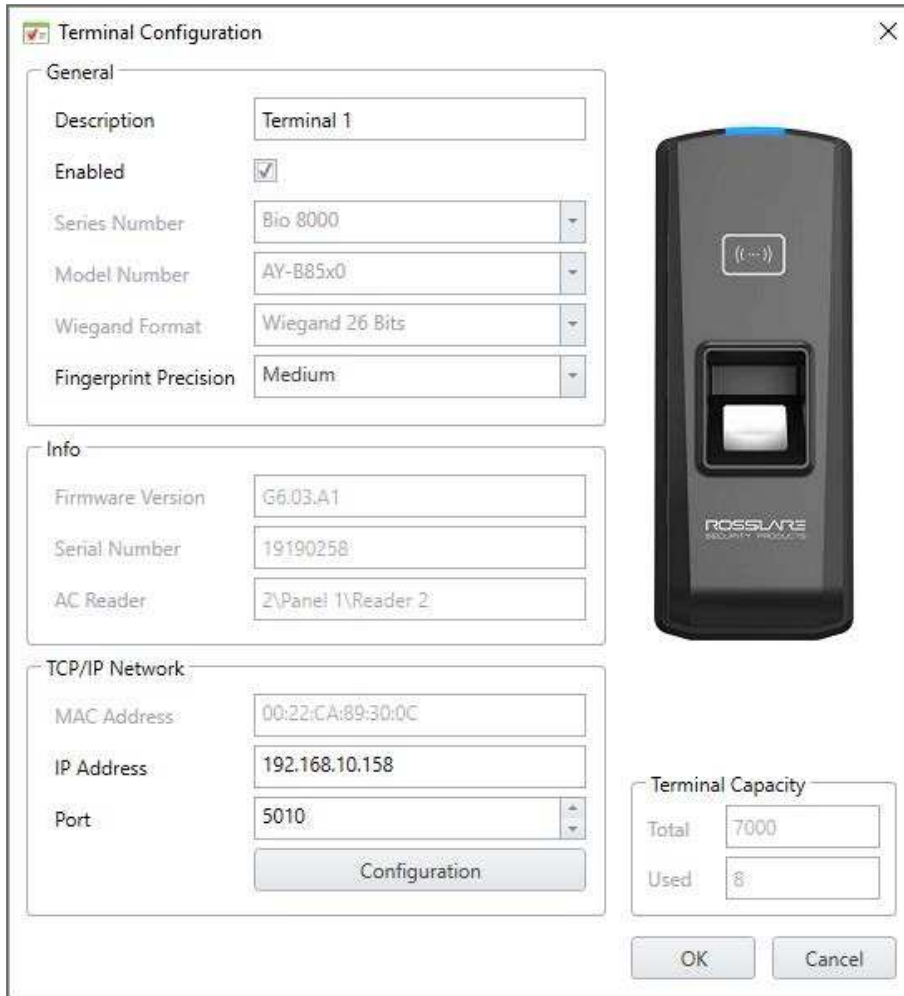 Terminal Configuration
General
Description Terminal 1
Enabled
Series Number Bio 8000
Model Number AY-B85x0
Wiegand Format Wiegand 26 Bits
Fingerprint Precision Medium
Info
Firmware Version G6.03.A1
Serial Number 19190258
AC Reader 2\Panel 1\Reader 2
ROSSLARE
SECURITY PRODUCTS
TCP/IP Network
MAC Address 00:22:CA:89:30:0C
IP Address 192.168.10.158
Port 5010
Configuration
Terminal Capacity
Total 7000
Used 8
OK Cancel